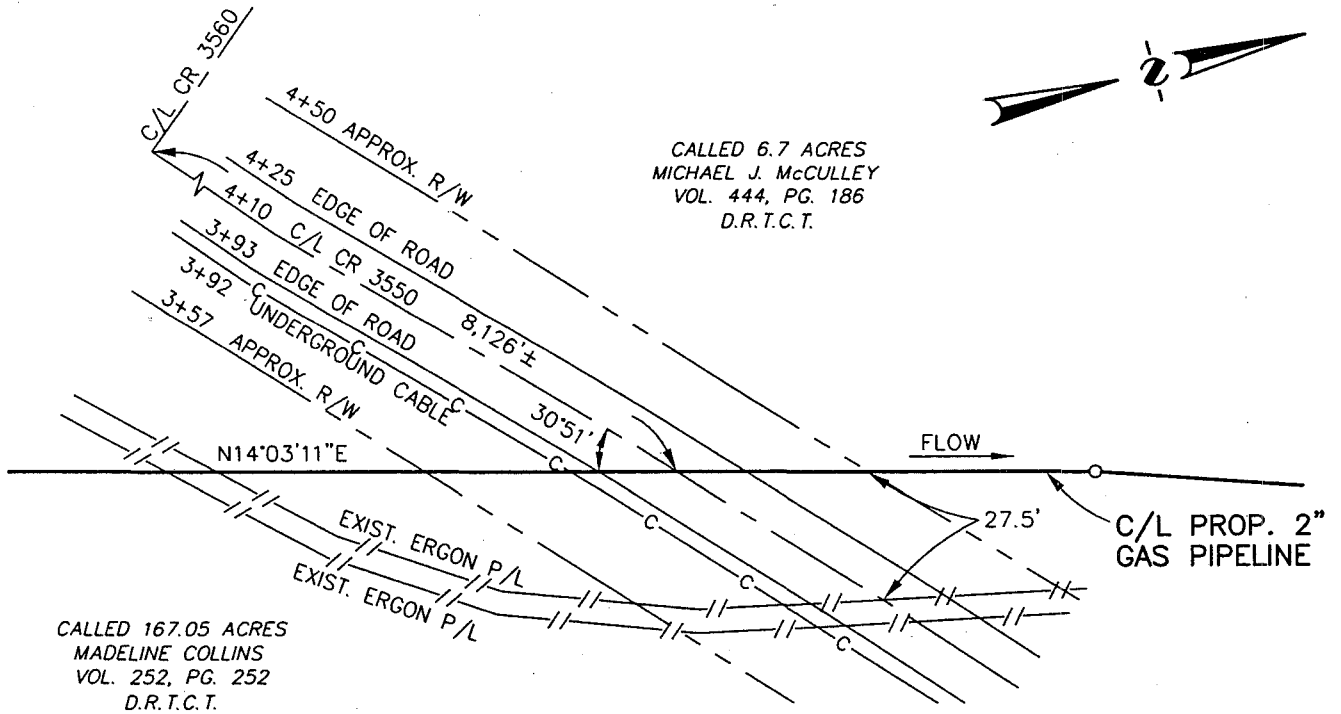 C/L CR 3560
4+50 APPROX. R/W
4+25 EDGE OF ROAD
4+10 C/L CR 3550 8,126'±
3+93 EDGE OF ROAD
3+92 UNDERGROUND CABLE
3+57 APPROX. R/W
CALLED 6.7 ACRES
MICHAEL J. McCULLEY
VOL. 444, PG. 186
D.R.T.C.T.
N
C
C
C
C
C
C
C
30°51'
N14°03'11"E
FLOW
27.5'
C/L PROP. 2"
GAS PIPELINE
EXIST. ERGON P/L
EXIST. ERGON P/L
CALLED 167.05 ACRES
MADELINE COLLINS
VOL. 252, PG. 252
D.R.T.C.T.